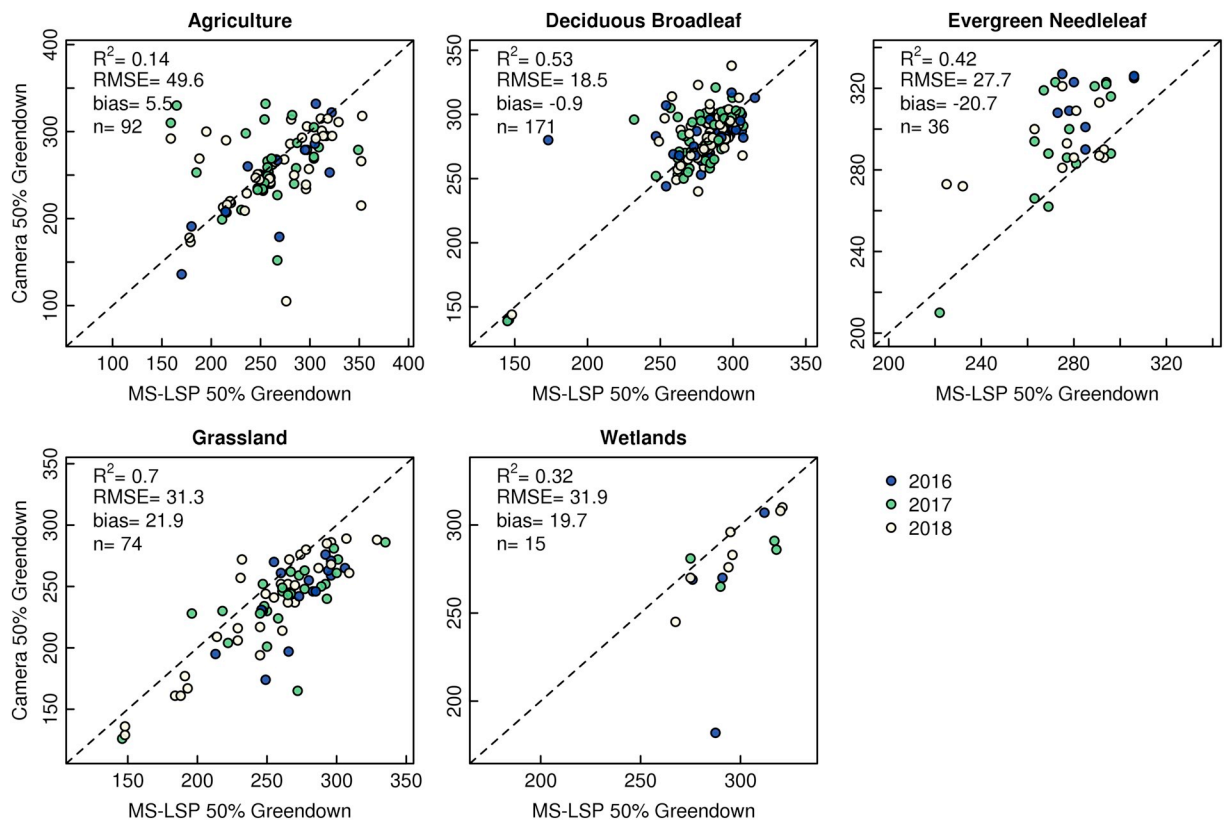 Agriculture
Deciduous Broadleaf
Evergreen Needleleaf
R²= 0.14
RMSE= 49.6
bias= 5.5
n= 92
R²= 0.53
RMSE= 18.5
bias= -0.9
n= 171
R²= 0.42
RMSE= 27.7
bias= -20.7
n= 36
Camera 50% Greendown
400
300
200
100
350
300
250
200
150
320
280
240
200
100 150 200 250 300 350 400
150 200 250 300 350
200 240 280 320
MS-LSP 50% Greendown
MS-LSP 50% Greendown
MS-LSP 50% Greendown
Grassland
Wetlands
R²= 0.7
RMSE= 31.3
bias= 21.9
n= 74
R²= 0.32
RMSE= 31.9
bias= 19.7
n= 15
2016
2017
2018
Camera 50% Greendown
350
300
250
200
150
300
250
200
150 200 250 300 350
200 250 300
MS-LSP 50% Greendown
MS-LSP 50% Greendown